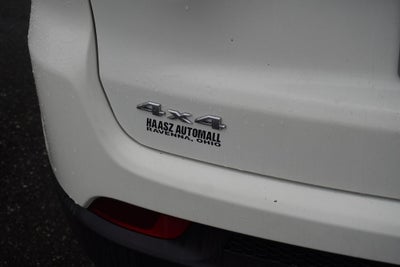 4x4
HAASZ AUTOMALL
RAVENNA, OHIO